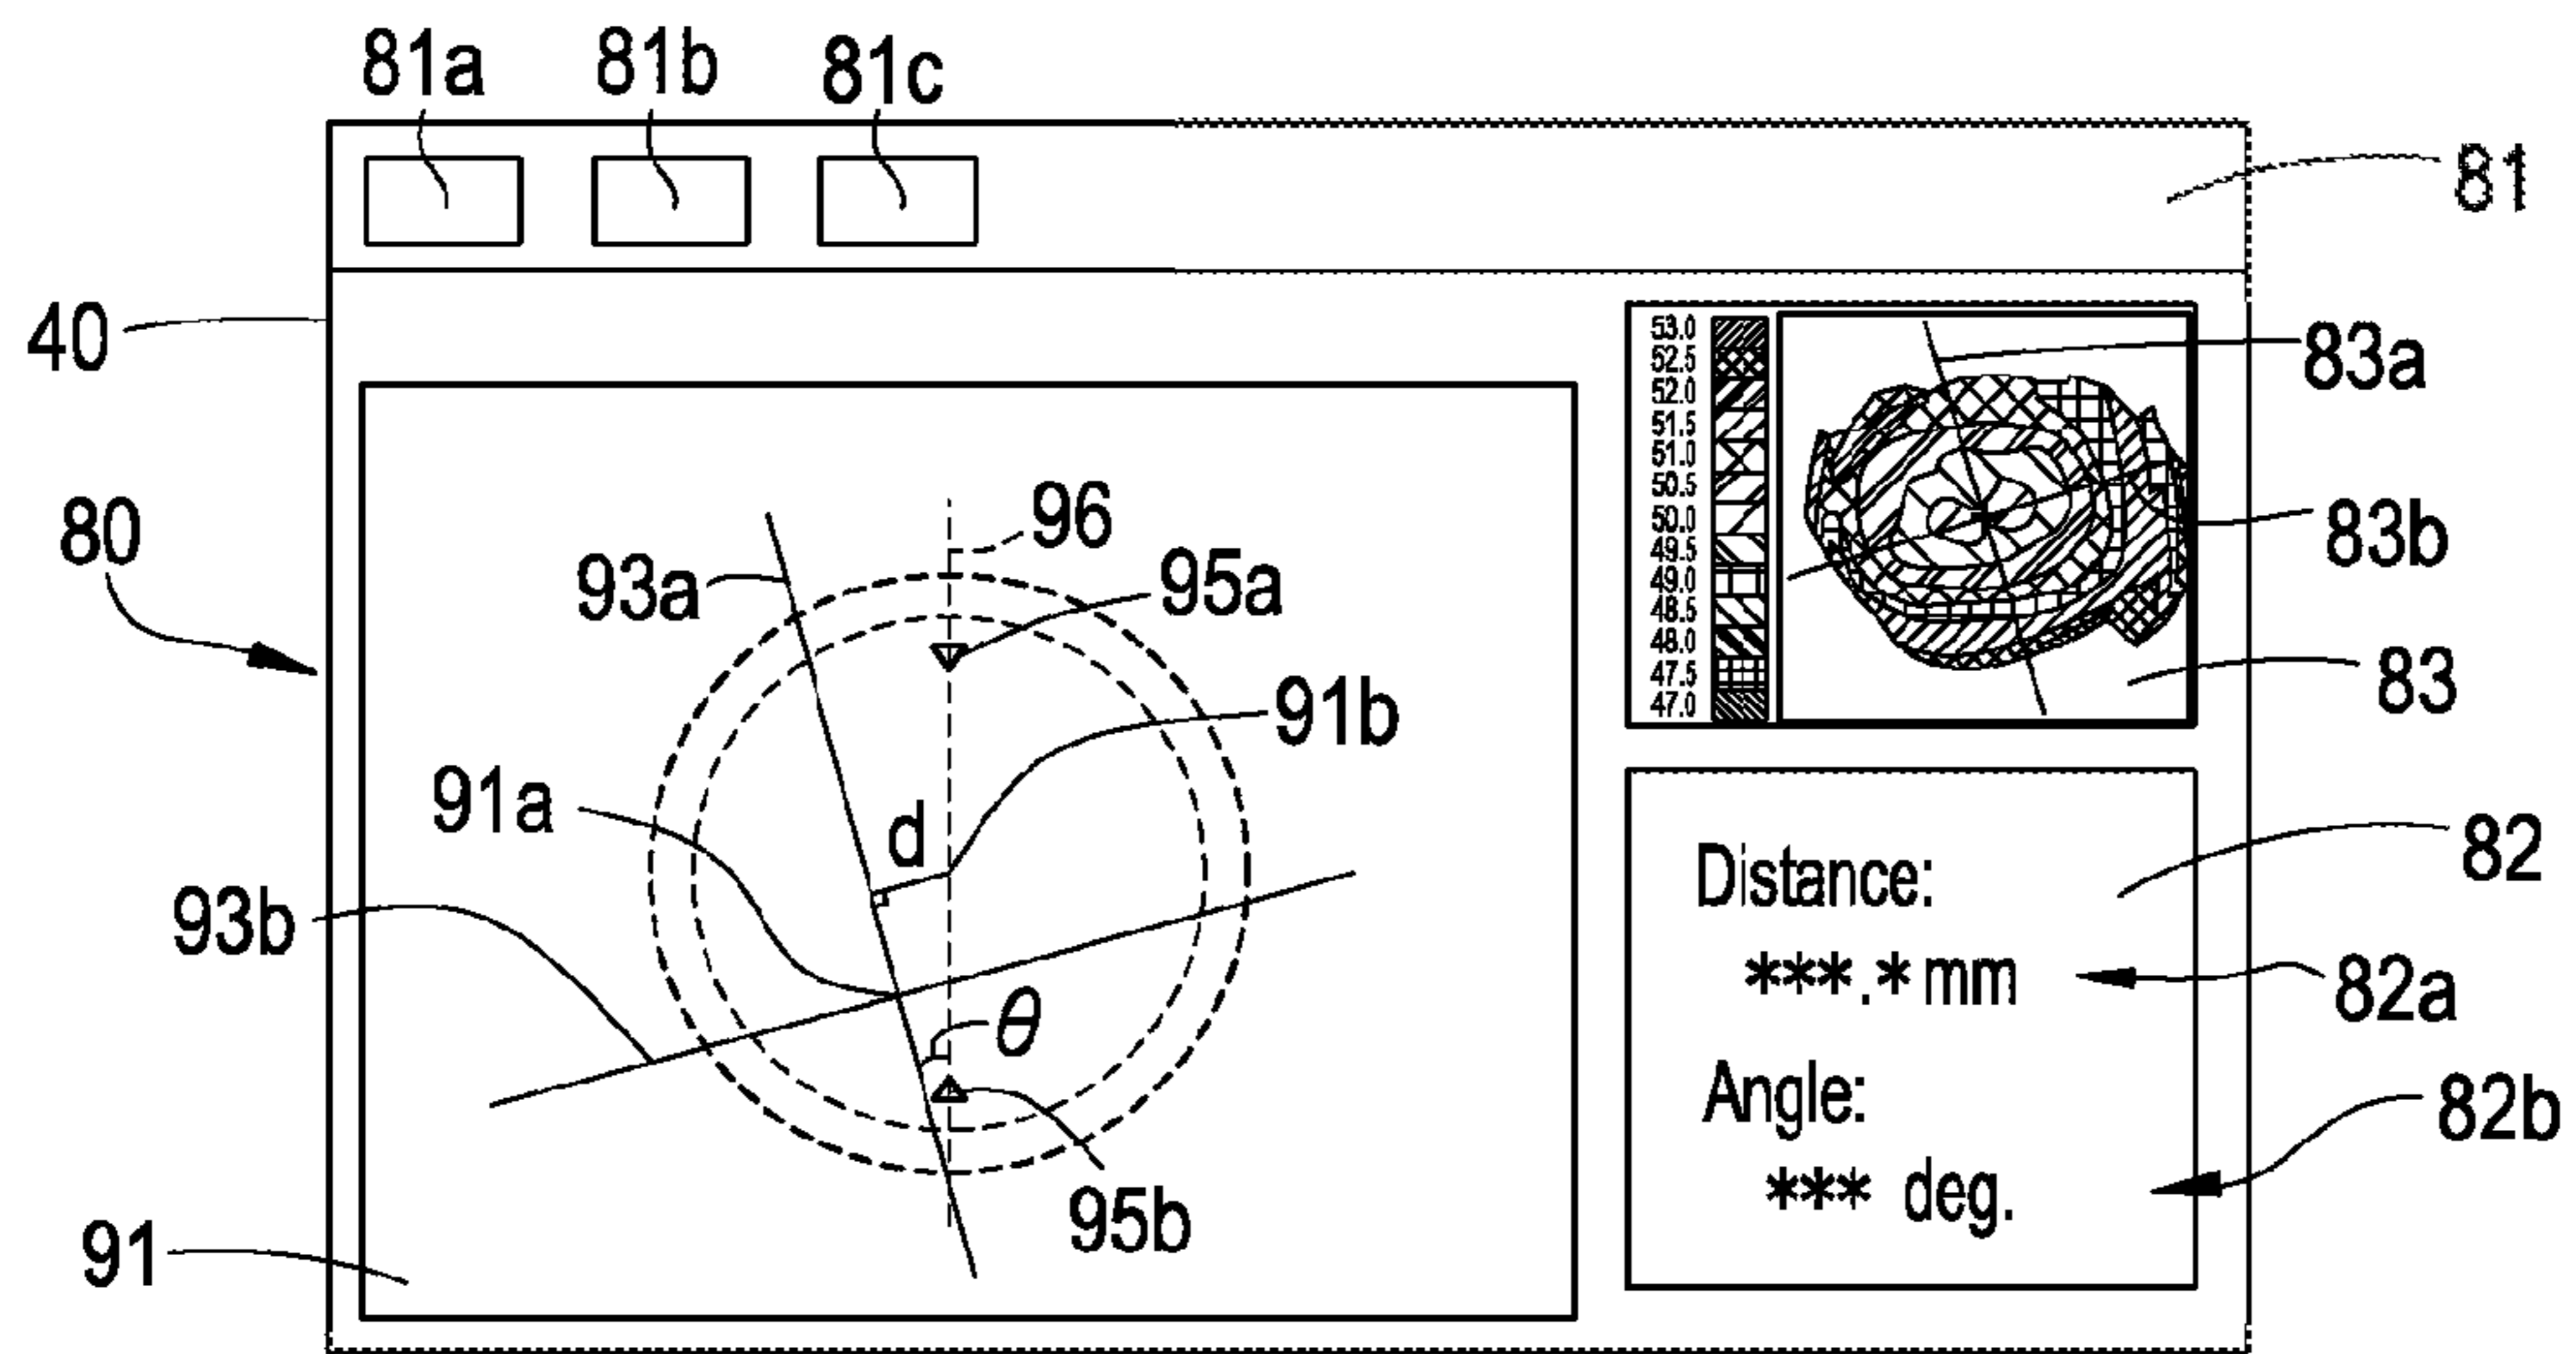 81a 81b 81c
81
40
80
53.0
52.5
52.0
51.5
51.0
50.5
50.0
49.5
49.0
48.5
48.0
47.5
47.0
83a
83b
83
96
93a
95a
91b
91a
d
93b
θ
95b
91
Distance:
***.*mm
Angle:
*** deg.
82
82a
82b